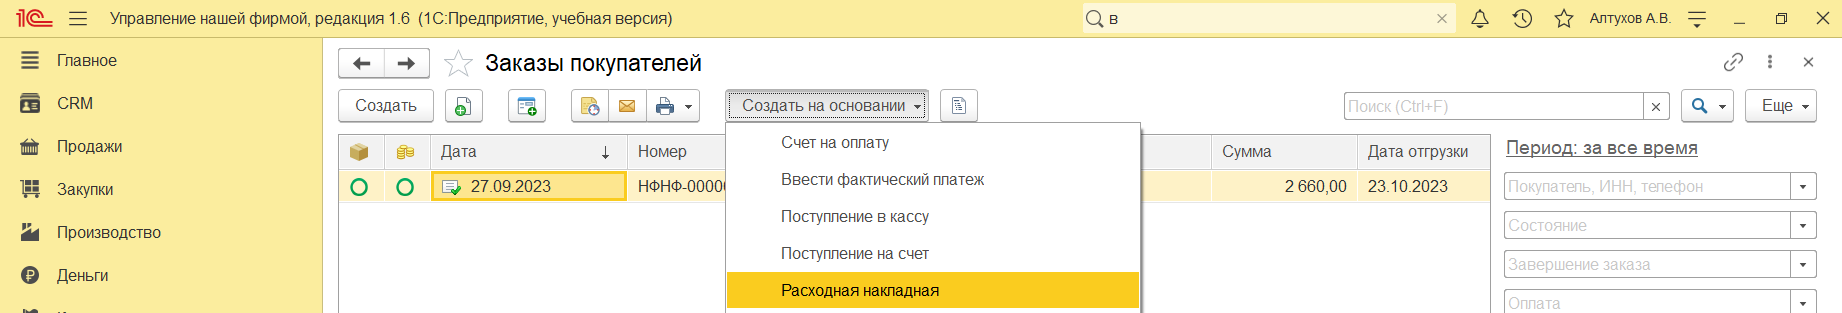 1С Управление нашей фирмой, редакция 1.6 (1С:Предприятие, учебная версия) в Алтухов А.В.
Главное
Заказы покупателей
CRM
Создать Создать на основании Поиск (Ctrl+F) Еще
Продажи
Счет на оплату
Дата Номер Сумма Дата отгрузки Период: за все время
Закупки
Ввести фактический платеж
27.09.2023 2 660,00 23.10.2023 Покупатель, ИНН, телефон
Производство
Поступление в кассу
Состояние
Деньги
Поступление на счет
Завершение заказа
Расходная накладная
Оплата